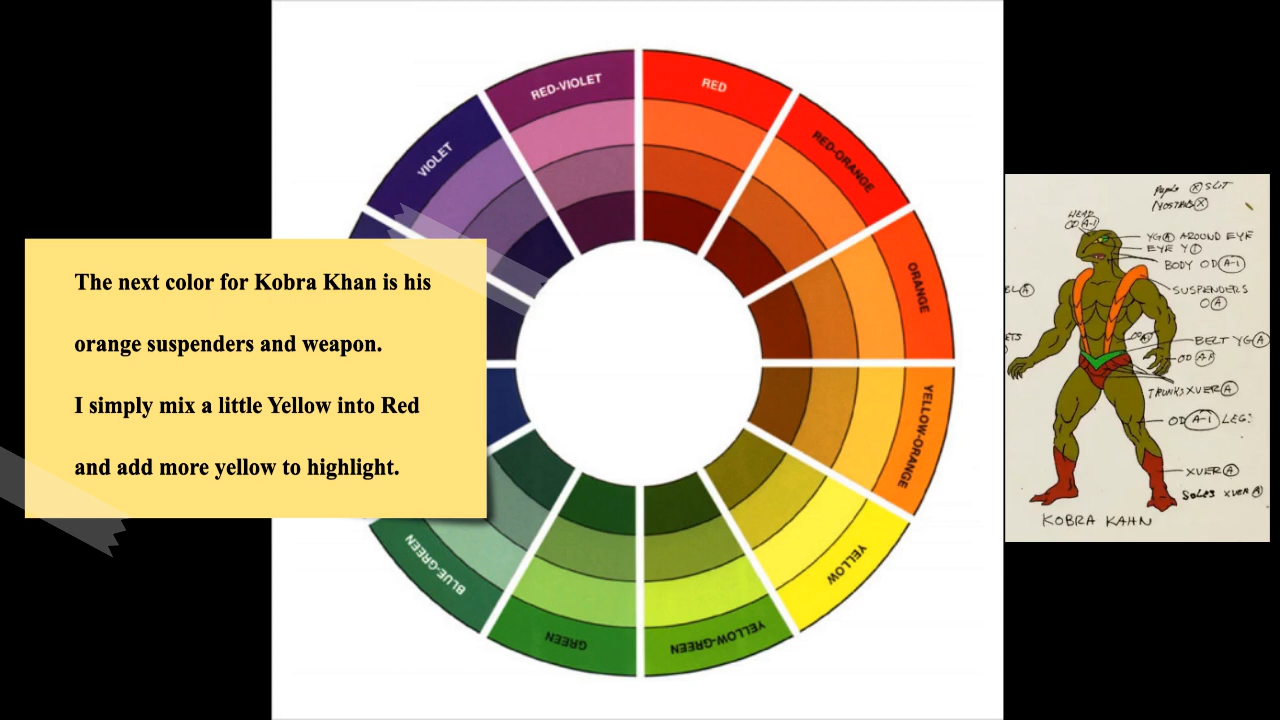 The next color for Kobra Khan is his
orange suspenders and weapon.
I simply mix a little Yellow into Red
and add more yellow to highlight.
RED-VIOLET
RED
VIOLET
RED-ORANGE
ORANGE
YELLOW-ORANGE
YELLOW
YELLOW-GREEN
GREEN
BLUE-GREEN
SLIT
NOSTRILS X
HEAD
OD A-1
YG A AROUND EYE
EYE Y 1
BODY OD A-1
SUSPENDERS
O A
BELT YG A
TRUNKS XVER A
OD A-1 LEGS
XVER A
SOLES XVER A
KOBRA KAHN